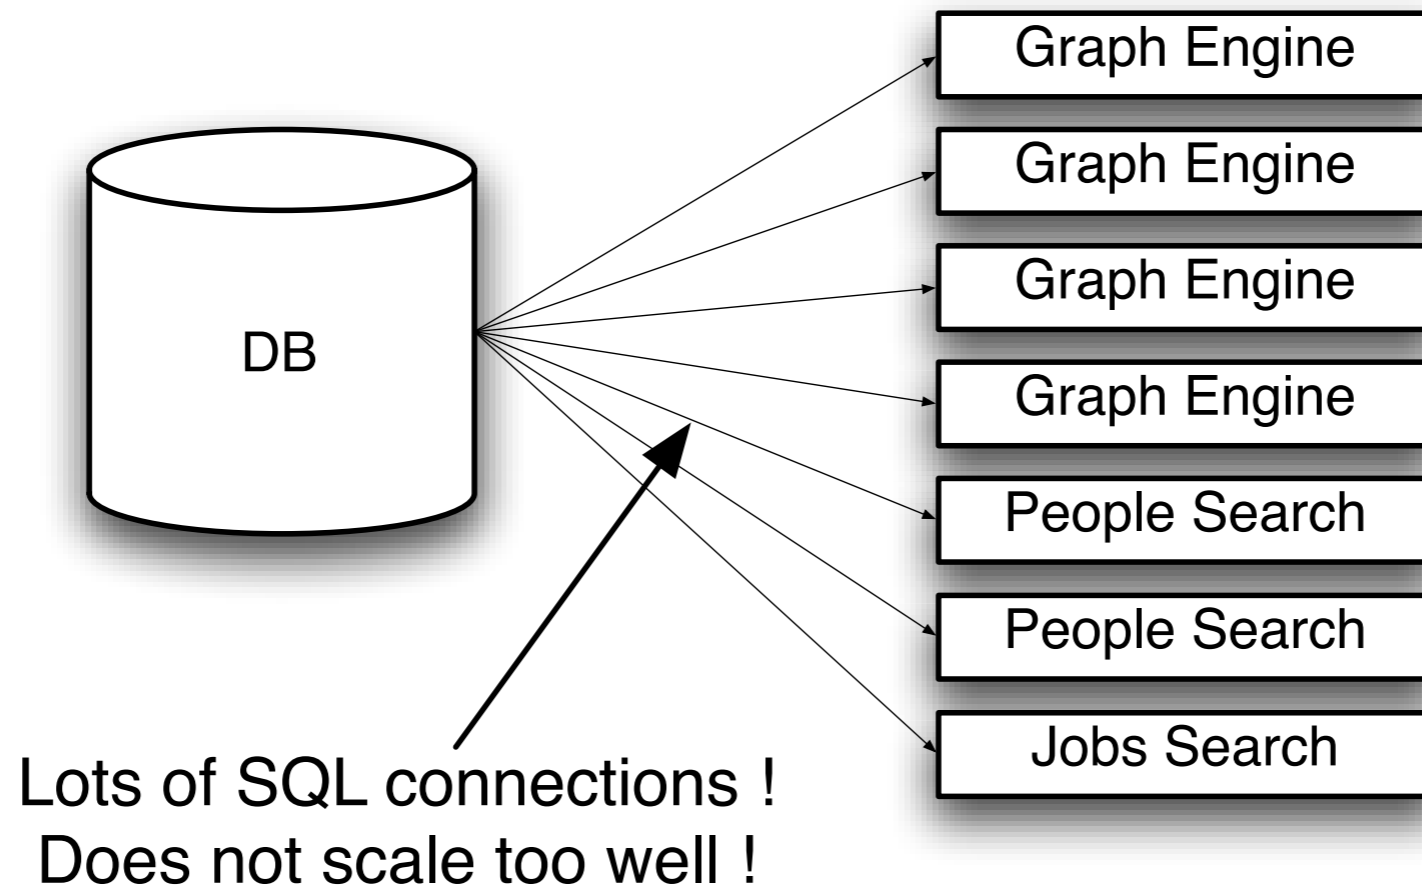 Graph Engine
Graph Engine
Graph Engine
DB
Graph Engine
People Search
People Search
Jobs Search
Lots of SQL connections !
Does not scale too well !